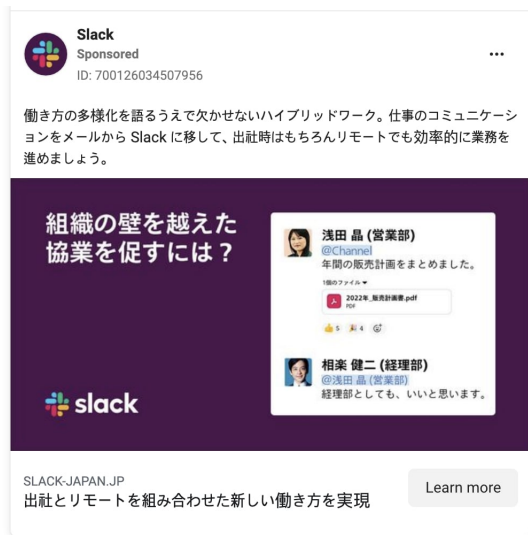 Slack
Sponsored
ID: 700126034507956
働き方の多様化を語るうえで欠かせないハイブリッドワーク。仕事のコミュニケーシ
ョンをメールから Slack に移して、出社時はもちろんリモートでも効率的に業務を
進めましょう。
組織の壁を越えた
協業を促すには？
浅田 晶 (営業部)
@Channel
年間の販売計画をまとめました。
1個のファイル
2022年_販売計画書.pdf
PDF
5
4
相楽 健二 (経理部)
@浅田 晶 (営業部)
経理部としても、いいと思います。
slack
SLACK-JAPAN.JP
出社とリモートを組み合わせた新しい働き方を実現
Learn more